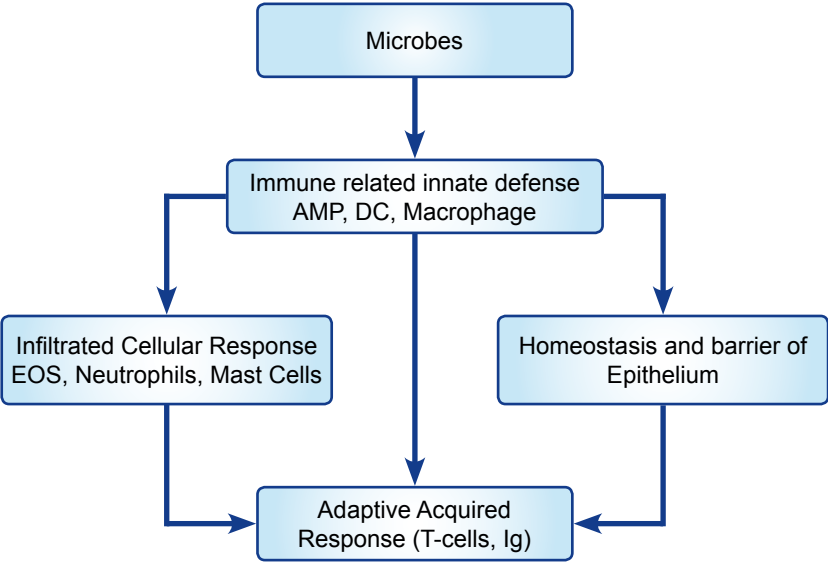 Microbes
Immune related innate defense
AMP, DC, Macrophage
Infiltrated Cellular Response
EOS, Neutrophils, Mast Cells
Homeostasis and barrier of
Epithelium
Adaptive Acquired
Response (T-cells, Ig)